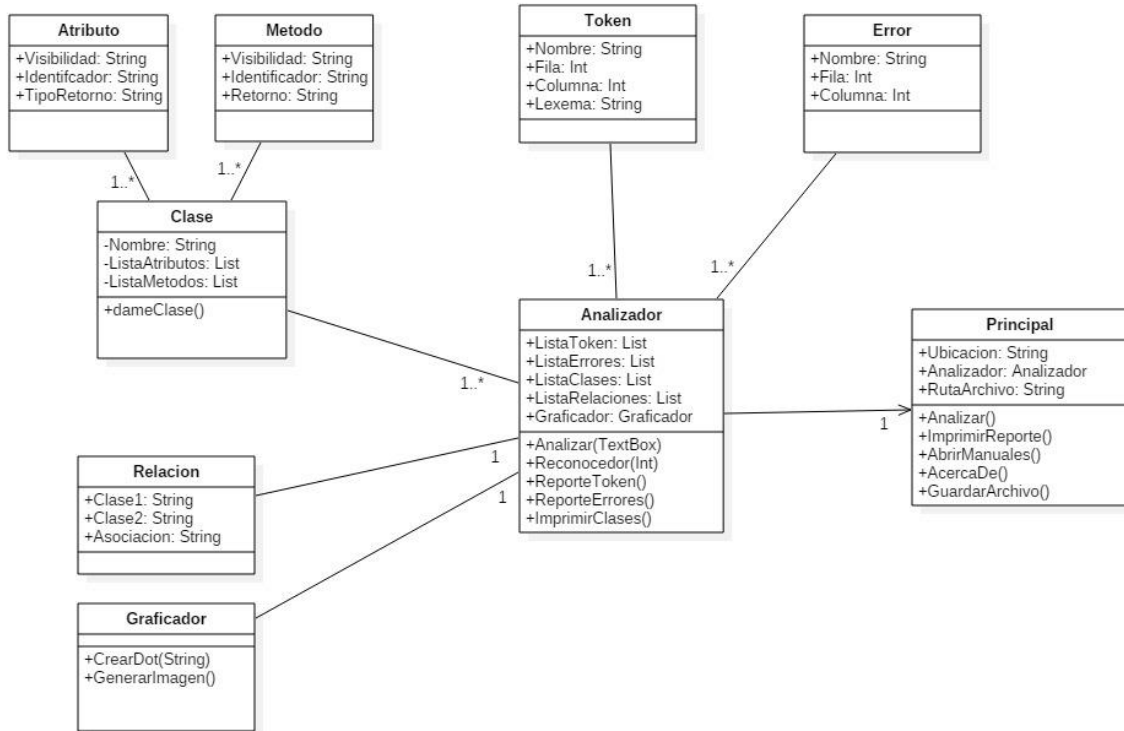 Atributo
+Visibilidad: String
+Identifcador: String
+TipoRetorno: String
Metodo
+Visibilidad: String
+Identificador: String
+Retorno: String
Token
+Nombre: String
+Fila: Int
+Columna: Int
+Lexema: String
Error
+Nombre: String
+Fila: Int
+Columna: Int
1..*
1..*
Clase
-Nombre: String
-ListaAtributos: List
-ListaMetodos: List
+dameClase()
1..*
1..*
1..*
Analizador
+ListaToken: List
+ListaErrores: List
+ListaClases: List
+ListaRelaciones: List
+Graficador: Graficador
+Analizar(TextBox)
+Reconocedor(Int)
+ReporteToken()
+ReporteErrores()
+ImprimirClases()
1
Principal
+Ubicacion: String
+Analizador: Analizador
+RutaArchivo: String
+Analizar()
+ImprimirReporte()
+AbrirManuales()
+AcercaDe()
+GuardarArchivo()
1
1
Relacion
+Clase1: String
+Clase2: String
+Asociacion: String
Graficador
+CrearDot(String)
+GenerarImagen()